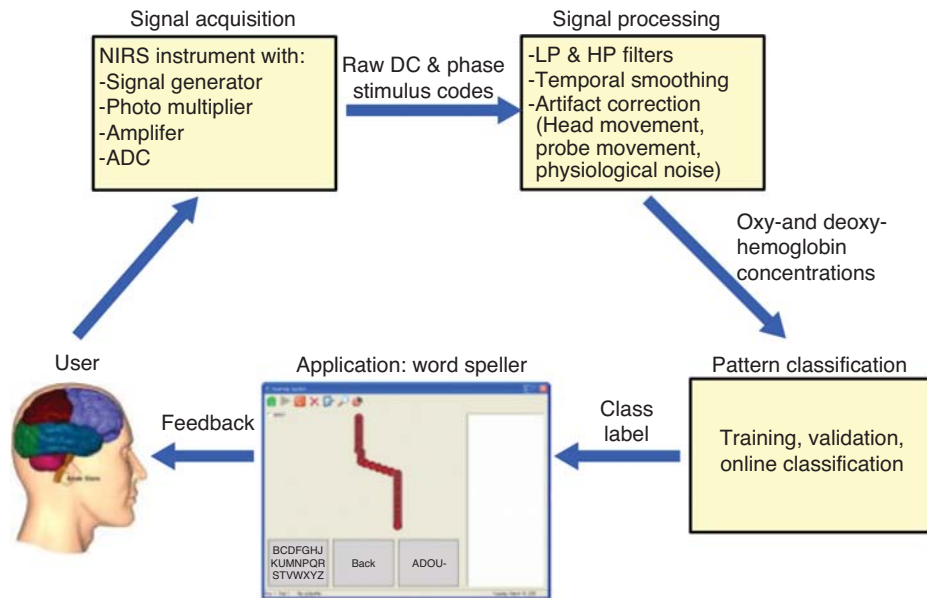 Signal acquisition
NIRS instrument with:
-Signal generator
-Photo multiplier
-Amplifer
-ADC
Raw DC & phase
stimulus codes
Signal processing
-LP & HP filters
-Temporal smoothing
-Artifact correction
(Head movement,
probe movement,
physiological noise)
Oxy-and deoxy-
hemoglobin
concentrations
Pattern classification
Training, validation,
online classification
Class
label
Application: word speller
BCDFGHJ
KUMNPQR
STVWXYZ
Back
ADOU-
Feedback
User